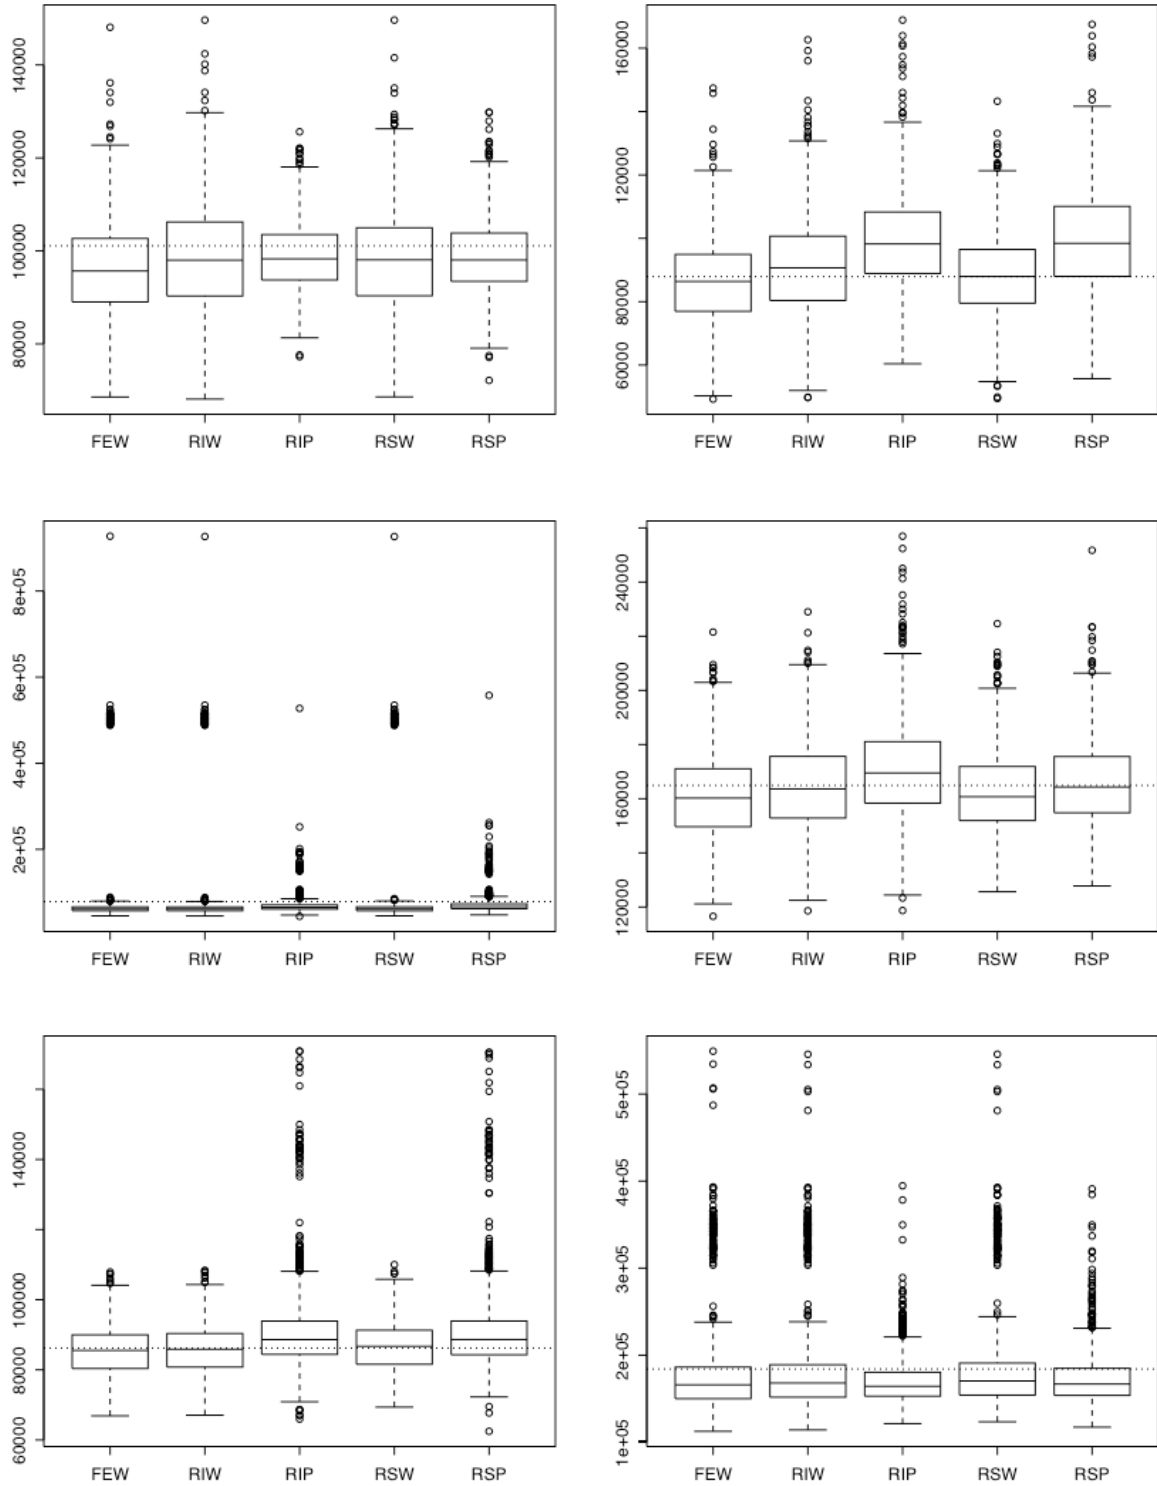 140000
120000
100000
80000
FEW RIW RIP RSW RSP
160000
120000
80000
60000
FEW RIW RIP RSW RSP
8e+05
6e+05
4e+05
2e+05
FEW RIW RIP RSW RSP
240000
200000
160000
120000
FEW RIW RIP RSW RSP
140000
100000
80000
60000
FEW RIW RIP RSW RSP
5e+05
4e+05
3e+05
2e+05
1e+05
FEW RIW RIP RSW RSP